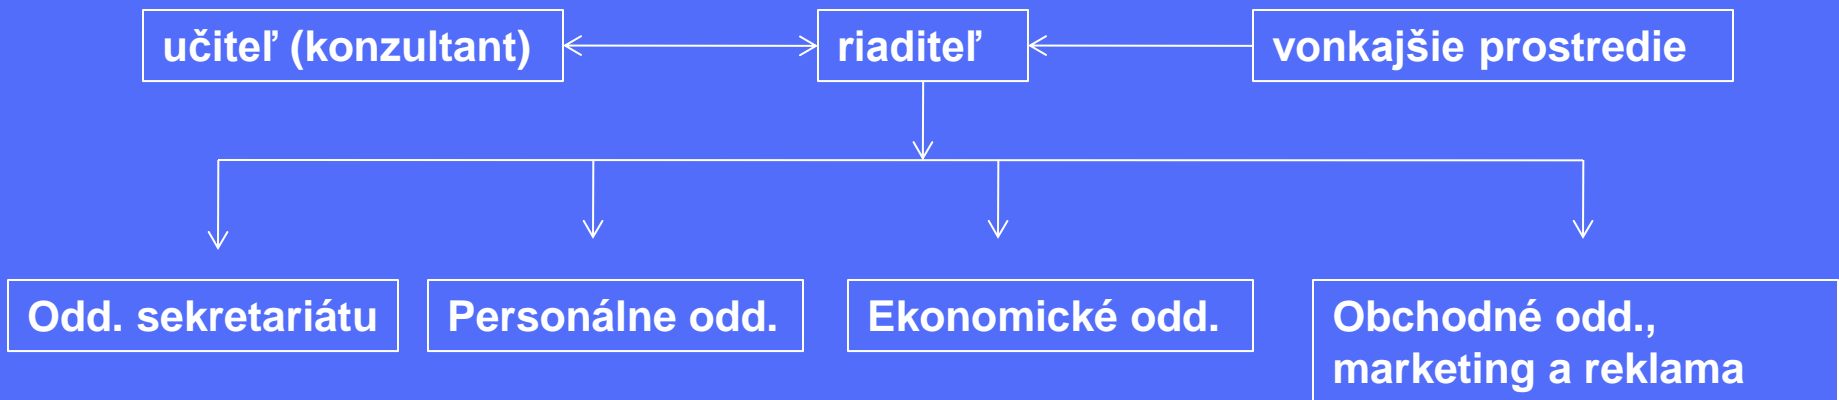 učiteľ (konzultant)
riaditeľ
vonkajšie prostredie
Odd. sekretariátu
Personálne odd.
Ekonomické odd.
Obchodné odd.,
marketing a reklama